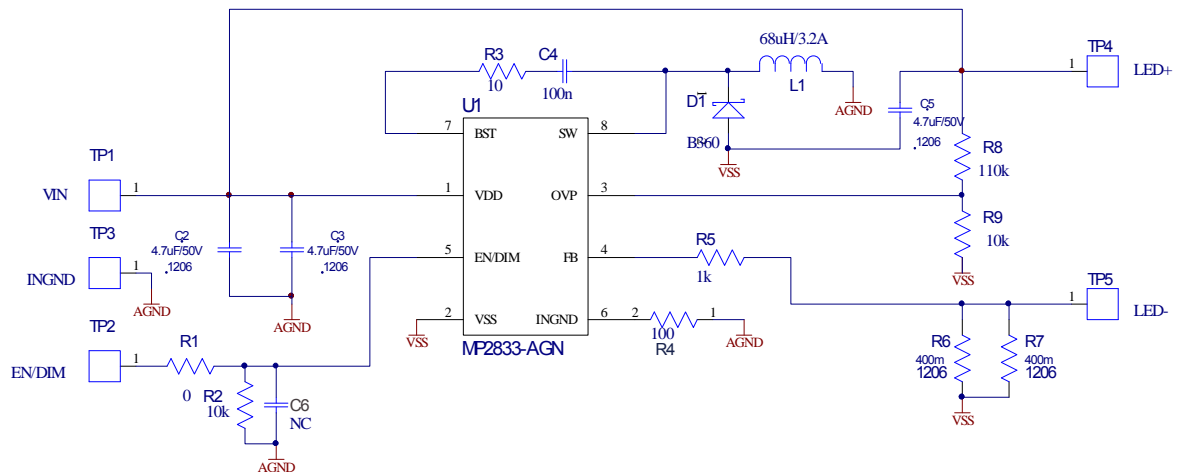 68uH/3.2A
TP4
R3
C4
1
LED+
10
100n
L1
AGND
D1
C5
4.7uF/50V
.1206
U1
B360
VSS
7
BST
SW
8
R8
110k
TP1
VIN
1
1
VDD
OVP
3
R9
10k
VSS
TP3
INGND
1
AGND
C2
4.7uF/50V
.1206
C3
4.7uF/50V
.1206
AGND
5
EN/DIM
FB
4
R5
1k
TP5
1
LED-
VSS
2
VSS
INGND
6
2
100
1
R4
AGND
MP2833-AGN
TP2
EN/DIM
1
R1
0
R2
10k
C6
NC
AGND
R6
400m
1206
R7
400m
1206
VSS